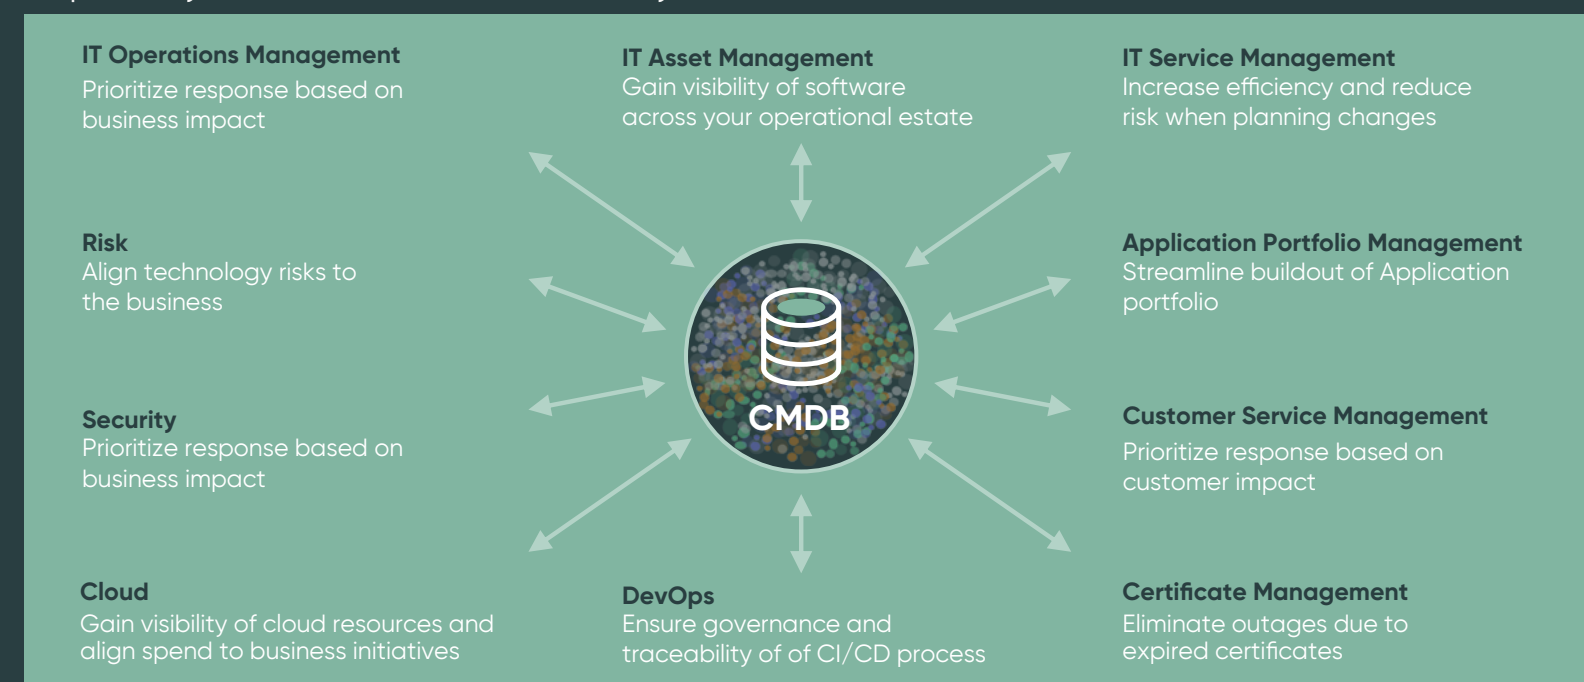 IT Operations Management
Prioritize response based on
business impact
IT Asset Management
Gain visibility of software
across your operational estate
IT Service Management
Increase efficiency and reduce
risk when planning changes
Risk
Align technology risks to
the business
Application Portfolio Management
Streamline buildout of Application
portfolio
CMDB
Security
Prioritize response based on
business impact
Customer Service Management
Prioritize response based on
customer impact
Cloud
Gain visibility of cloud resources and
align spend to business initiatives
DevOps
Ensure governance and
traceability of of CI/CD process
Certificate Management
Eliminate outages due to
expired certificates